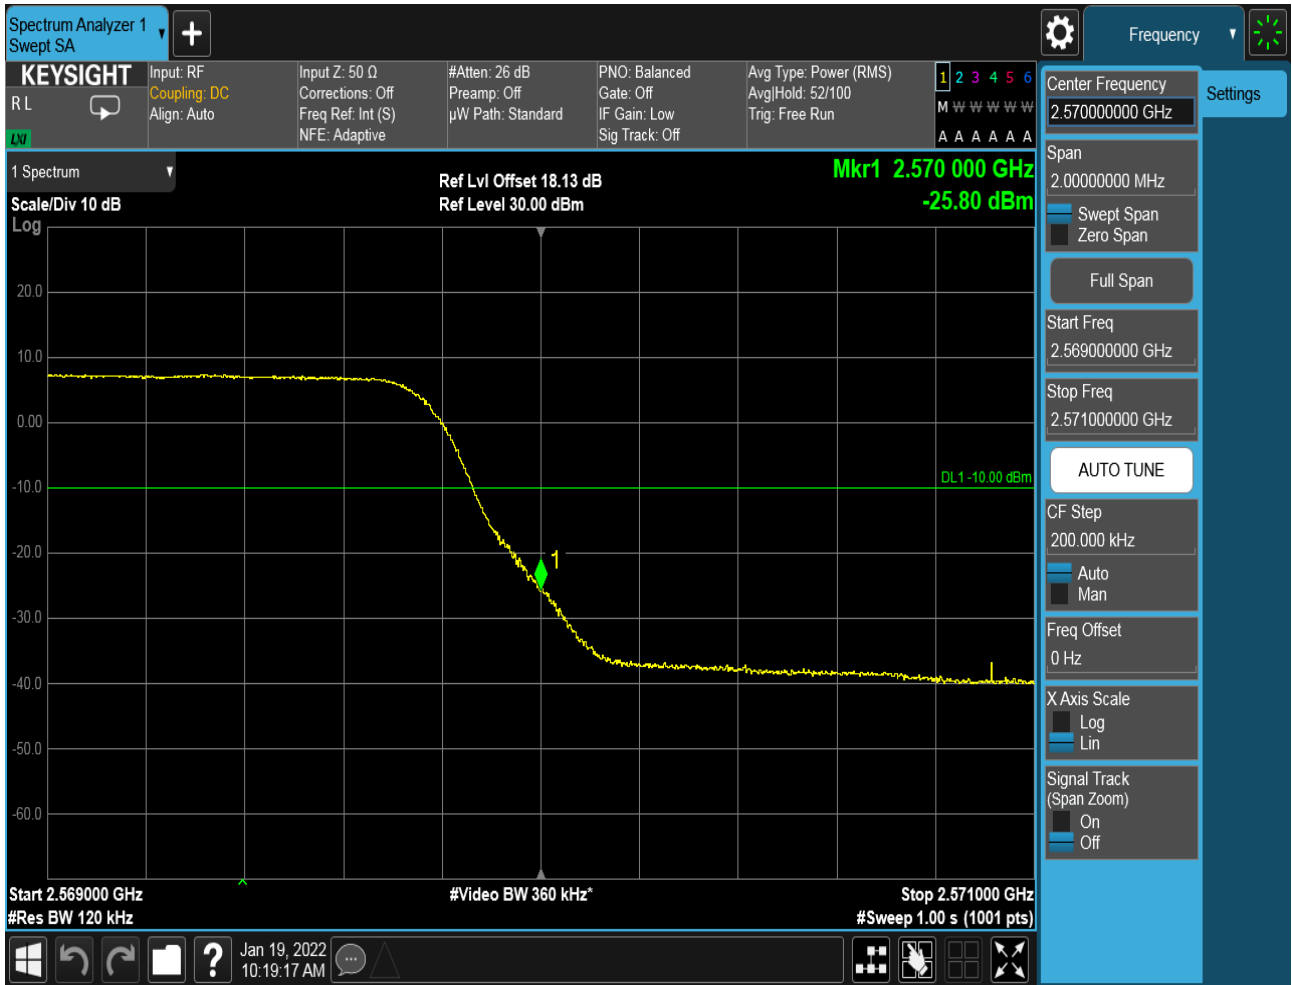 Spectrum Analyzer 1
Swept SA
Frequency
KEYSIGHT
R L
LXI
Input: RF
Coupling: DC
Align: Auto
Input Z: 50 Ω
Corrections: Off
Freq Ref: Int (S)
NFE: Adaptive
#Atten: 26 dB
Preamp: Off
µW Path: Standard
PNO: Balanced
Gate: Off
IF Gain: Low
Sig Track: Off
Avg Type: Power (RMS)
Avg|Hold: 52/100
Trig: Free Run
1 2 3 4 5 6
M W W W W W
A A A A A A
1 Spectrum
Scale/Div 10 dB
Log
Ref Lvl Offset 18.13 dB
Ref Level 30.00 dBm
Mkr1 2.570 000 GHz
-25.80 dBm
20.0
10.0
0.00
-10.0
-20.0
-30.0
-40.0
-50.0
-60.0
DL1 -10.00 dBm
1
Start 2.569000 GHz
#Res BW 120 kHz
#Video BW 360 kHz*
Stop 2.571000 GHz
#Sweep 1.00 s (1001 pts)
Jan 19, 2022
10:19:17 AM
?
Center Frequency
2.570000000 GHz
Settings
Span
2.00000000 MHz
Swept Span
Zero Span
Full Span
Start Freq
2.569000000 GHz
Stop Freq
2.571000000 GHz
AUTO TUNE
CF Step
200.000 kHz
Auto
Man
Freq Offset
0 Hz
X Axis Scale
Log
Lin
Signal Track
(Span Zoom)
On
Off